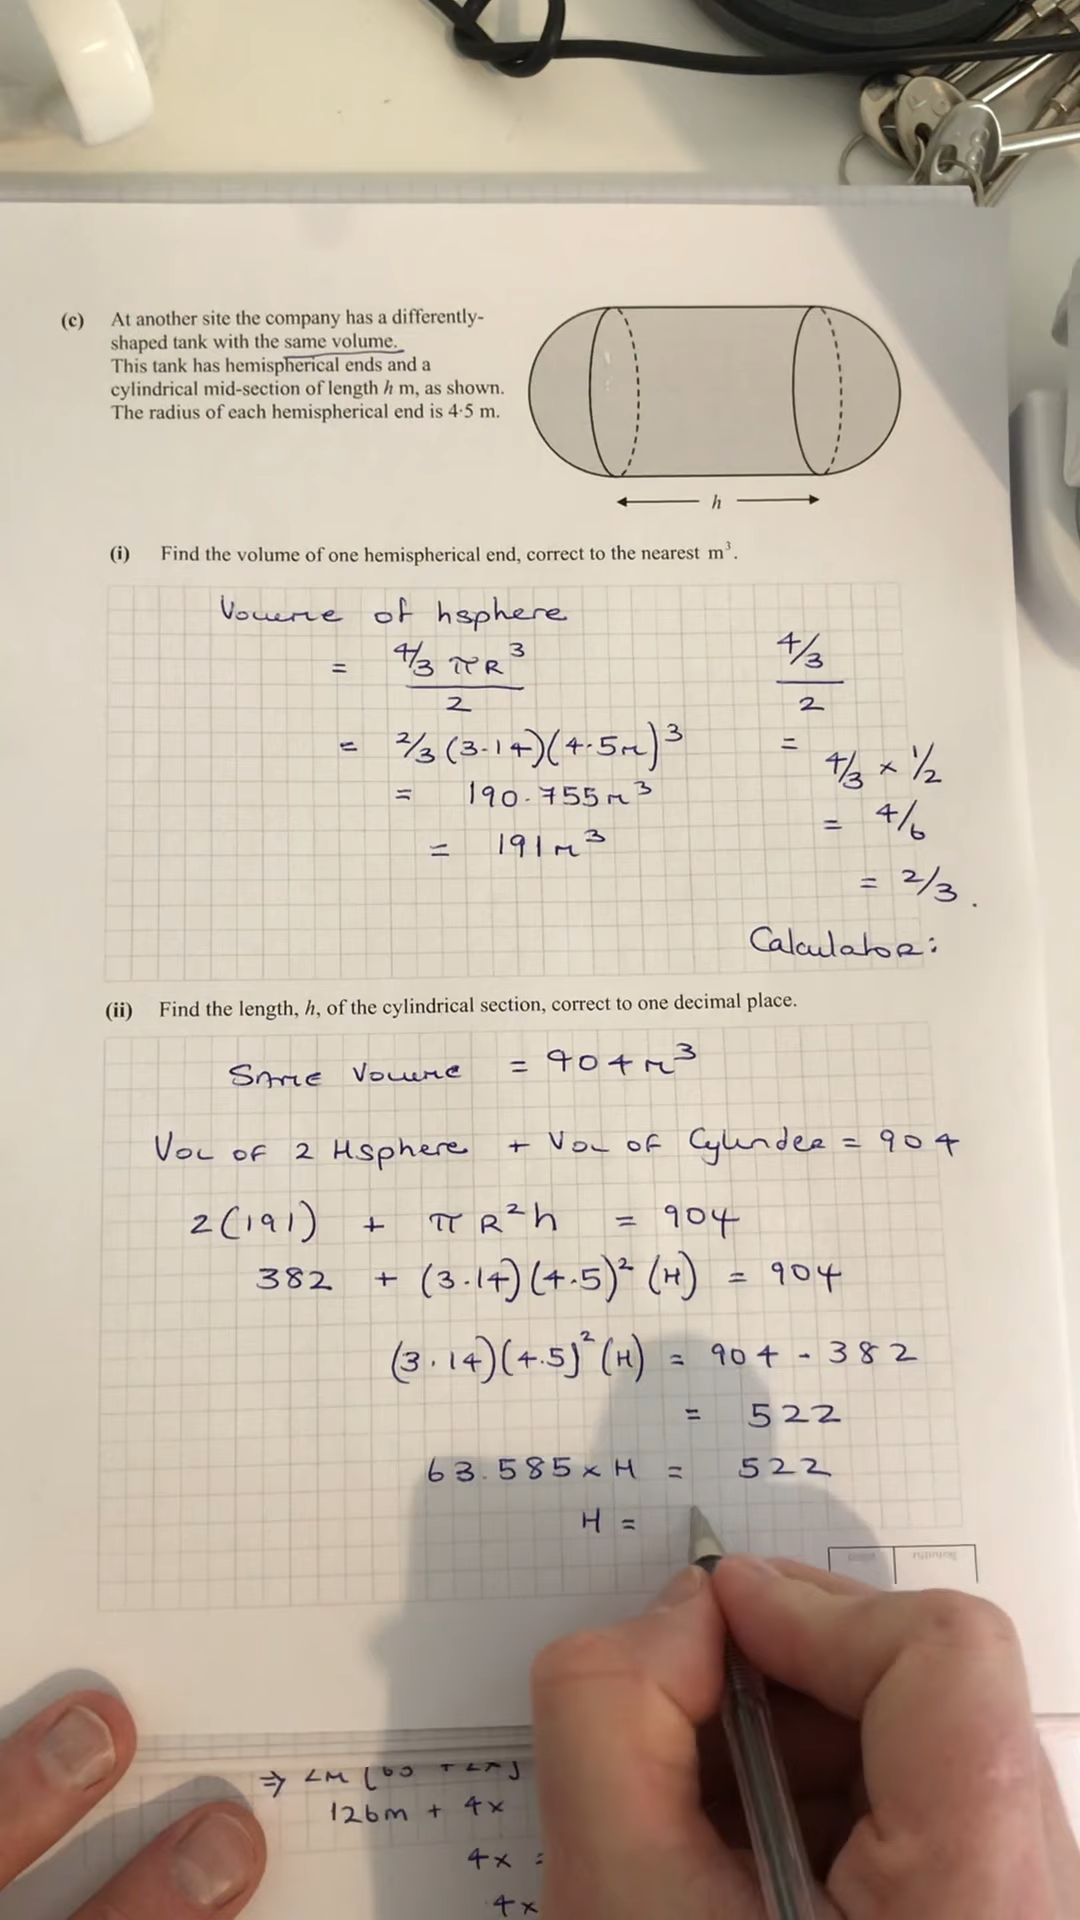 (c) At another site the company has a differently-
shaped tank with the same volume.
This tank has hemispherical ends and a
cylindrical mid-section of length h m, as shown.
The radius of each hemispherical end is 4·5 m.
h
(i) Find the volume of one hemispherical end, correct to the nearest m³.
Volume of hsphere
= 4/3 πR³
2
= 2/3 (3.14)(4.5m)³
= 190.755m³
= 191m³
4/3
2
= 4/3 × 1/2
= 4/6
= 2/3.
Calculator:
(ii) Find the length, h, of the cylindrical section, correct to one decimal place.
Same Volume = 904m³
Vol of 2 Hsphere + Vol of Cylinder = 904
2(191) + πR²h = 904
382 + (3.14)(4.5)² (H) = 904
(3.14)(4.5)² (H) = 904 - 382
= 522
63.585 × H = 522
H =
126m + 4x
4x =
4x